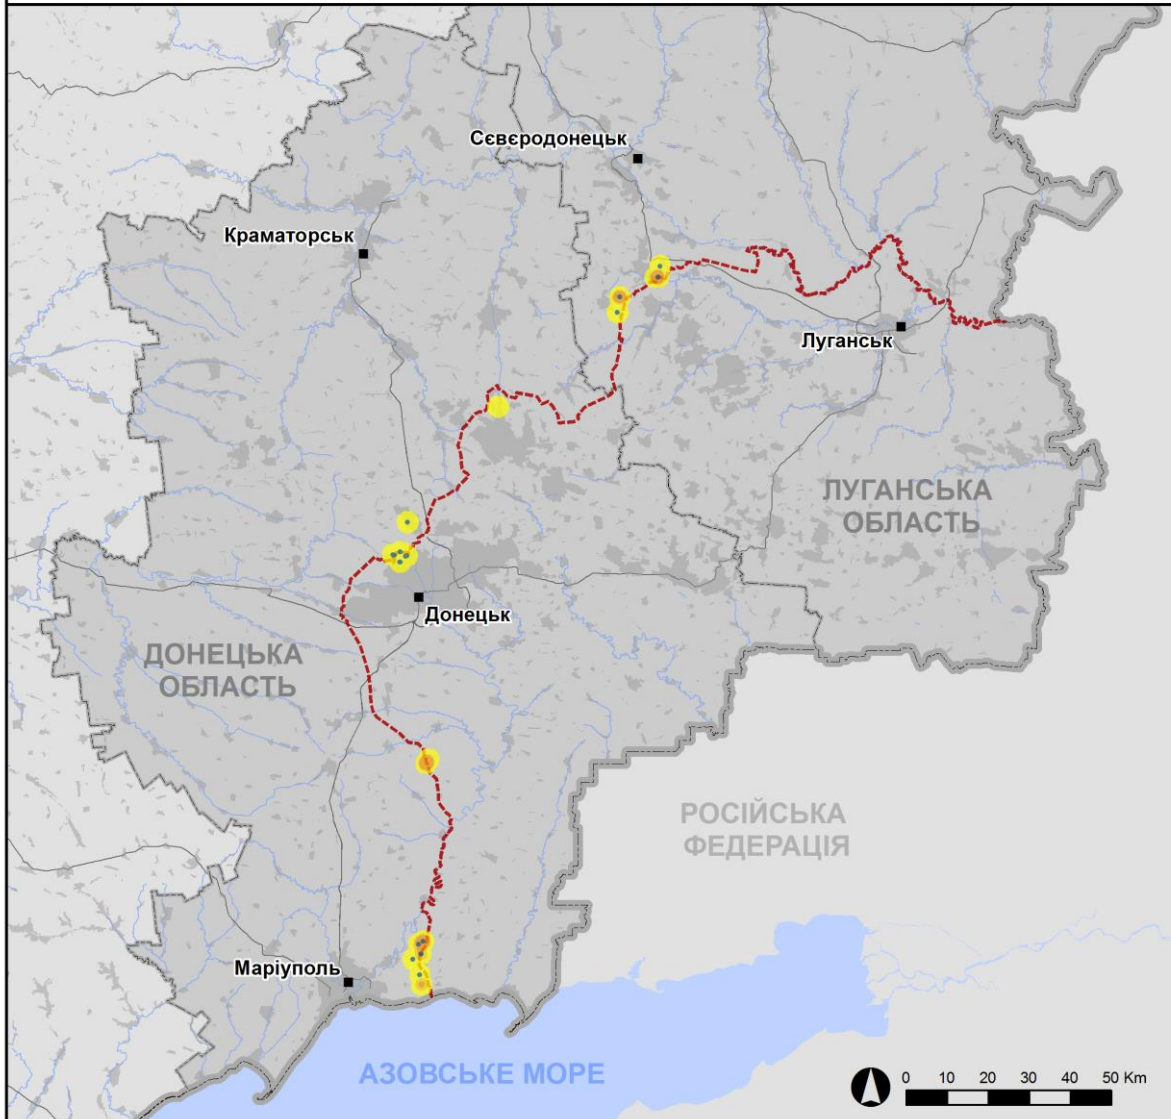 Сєвєродонецьк
Краматорськ
Луганськ
ЛУГАНСЬКА
ОБЛАСТЬ
Донецьк
ДОНЕЦЬКА
ОБЛАСТЬ
РОСІЙСЬКА
ФЕДЕРАЦІЯ
Маріуполь
АЗОВСЬКЕ МОРЕ
0 10 20 30 40 50 Km